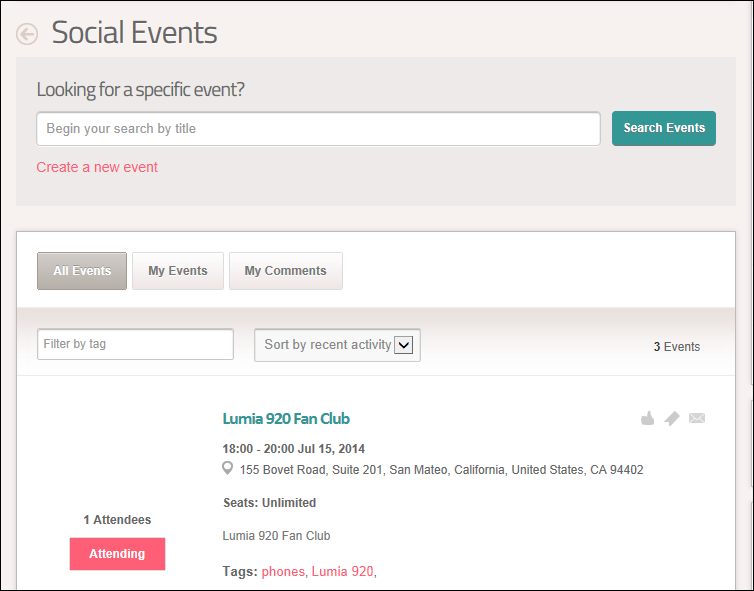 Social Events
Looking for a specific event?
Begin your search by title
Search Events
Create a new event
All Events
My Events
My Comments
Filter by tag
Sort by recent activity
3 Events
Lumia 920 Fan Club
18:00 - 20:00 Jul 15, 2014
155 Bovet Road, Suite 201, San Mateo, California, United States, CA 94402
Seats: Unlimited
1 Attendees
Attending
Lumia 920 Fan Club
Tags: phones, Lumia 920,